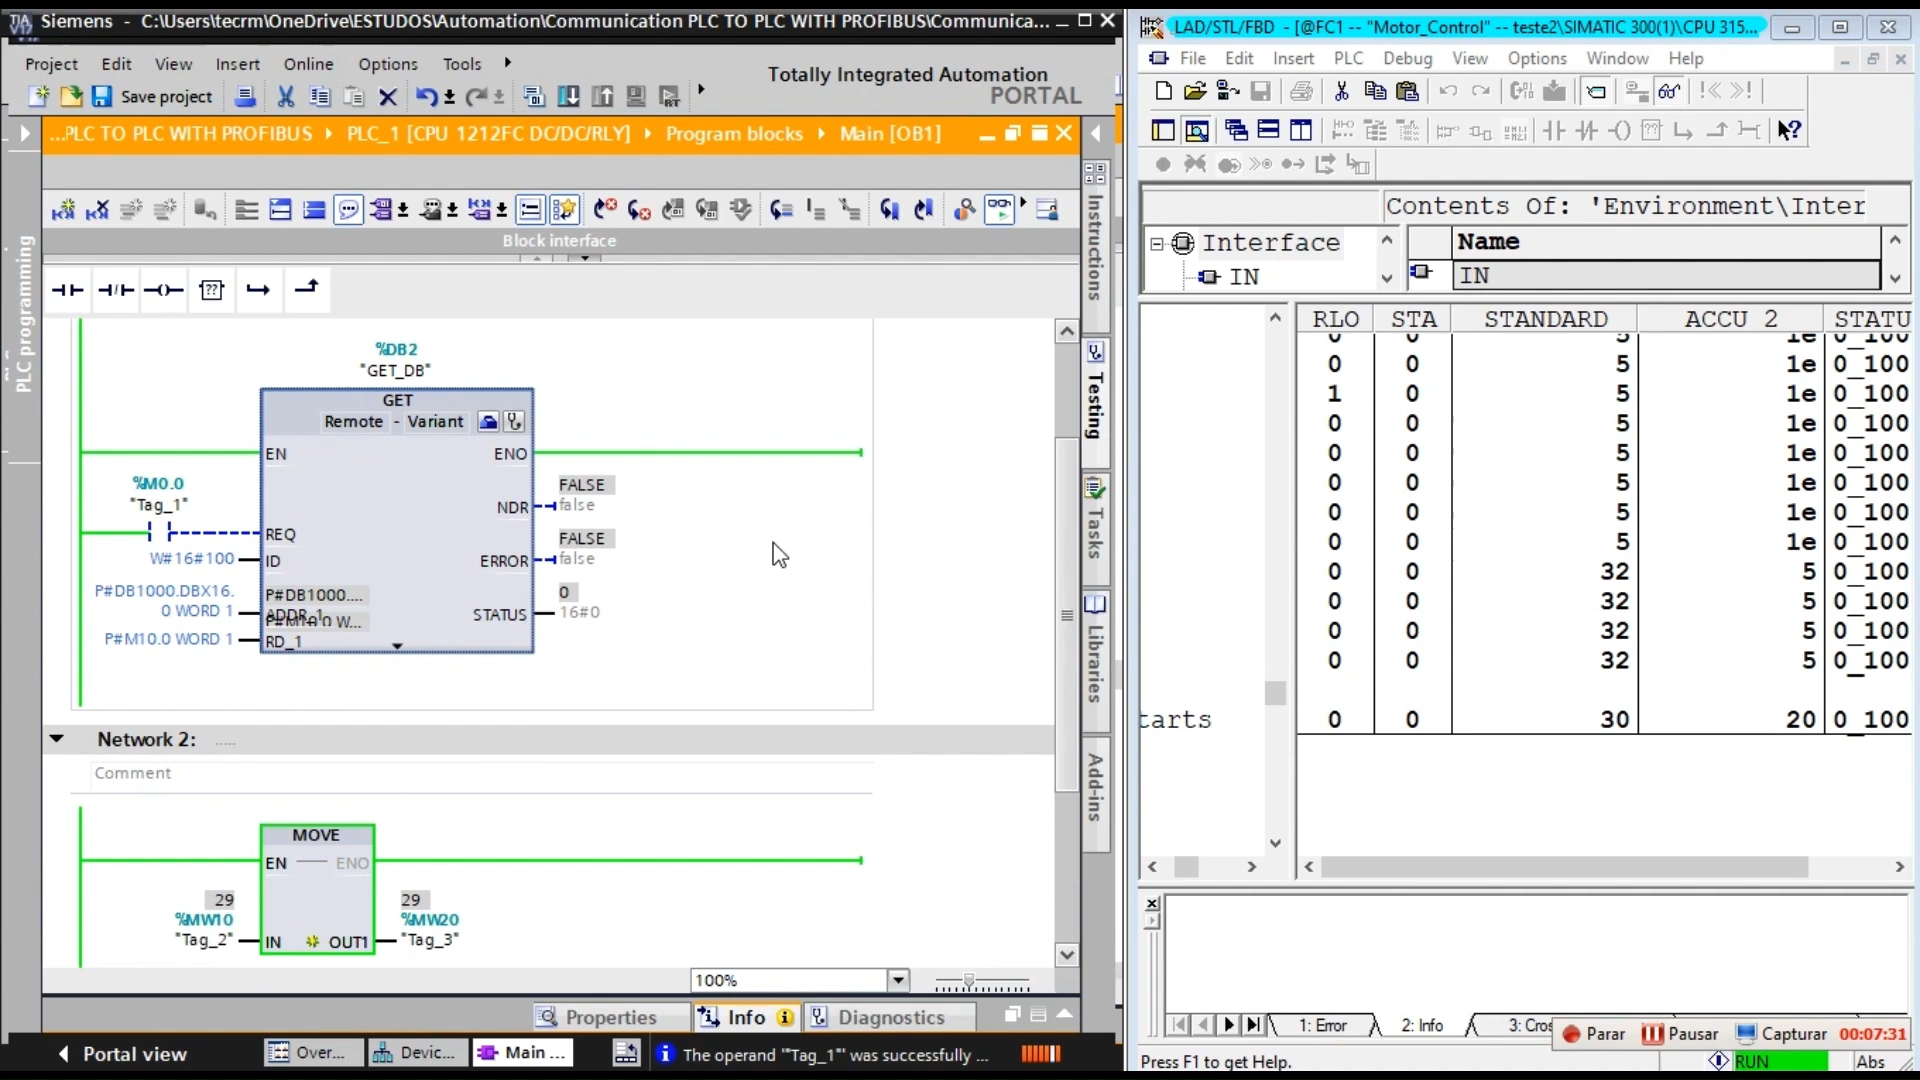 Siemens - C:\Users\tecrm\OneDrive\ESTUDOS\Automation\Communication PLC TO PLC WITH PROFIBUS\Communica...
Project Edit View Insert Online Options Tools
Totally Integrated Automation
PORTAL
Save project
...PLC TO PLC WITH PROFIBUS PLC_1 [CPU 1212FC DC/DC/RLY] Program blocks Main [OB1]
Block interface
PLC programming
Instructions
Testing
Tasks
Libraries
Add-ins
%DB2
"GET_DB"
GET
Remote - Variant
EN ENO
%M0.0
"Tag_1"
REQ
NDR
FALSE
false
W#16#100
ID
ERROR
FALSE
false
P#DB1000.DBX16.
0 WORD 1
P#DB1000....
ADDR_1
STATUS
0
16#0
P#M10.0 W...
P#M10.0 WORD 1
RD_1
Network 2: .....
Comment
MOVE
EN ENO
29
%MW10
"Tag_2"
IN OUT1
29
%MW20
"Tag_3"
100%
Properties Info Diagnostics
Portal view Over... Devic... Main ... The operand '"Tag_1"' was successfully ...
LAD/STL/FBD - [@FC1 -- "Motor_Control" -- teste2\SIMATIC 300(1)\CPU 315...
File Edit Insert PLC Debug View Options Window Help
Contents Of: 'Environment\Inter
Interface
IN
Name
IN
RLO STA STANDARD ACCU 2 STATU
0 0 5 1e 0_100
0 0 5 1e 0_100
1 0 5 1e 0_100
0 0 5 1e 0_100
0 0 5 1e 0_100
0 0 5 1e 0_100
0 0 5 1e 0_100
0 0 5 1e 0_100
0 0 32 5 0_100
0 0 32 5 0_100
0 0 32 5 0_100
0 0 32 5 0_100
tarts 0 0 30 20 0_100
1: Error 2: Info 3: Cros
Parar Pausar Capturar 00:07:31
Press F1 to get Help.
RUN Abs